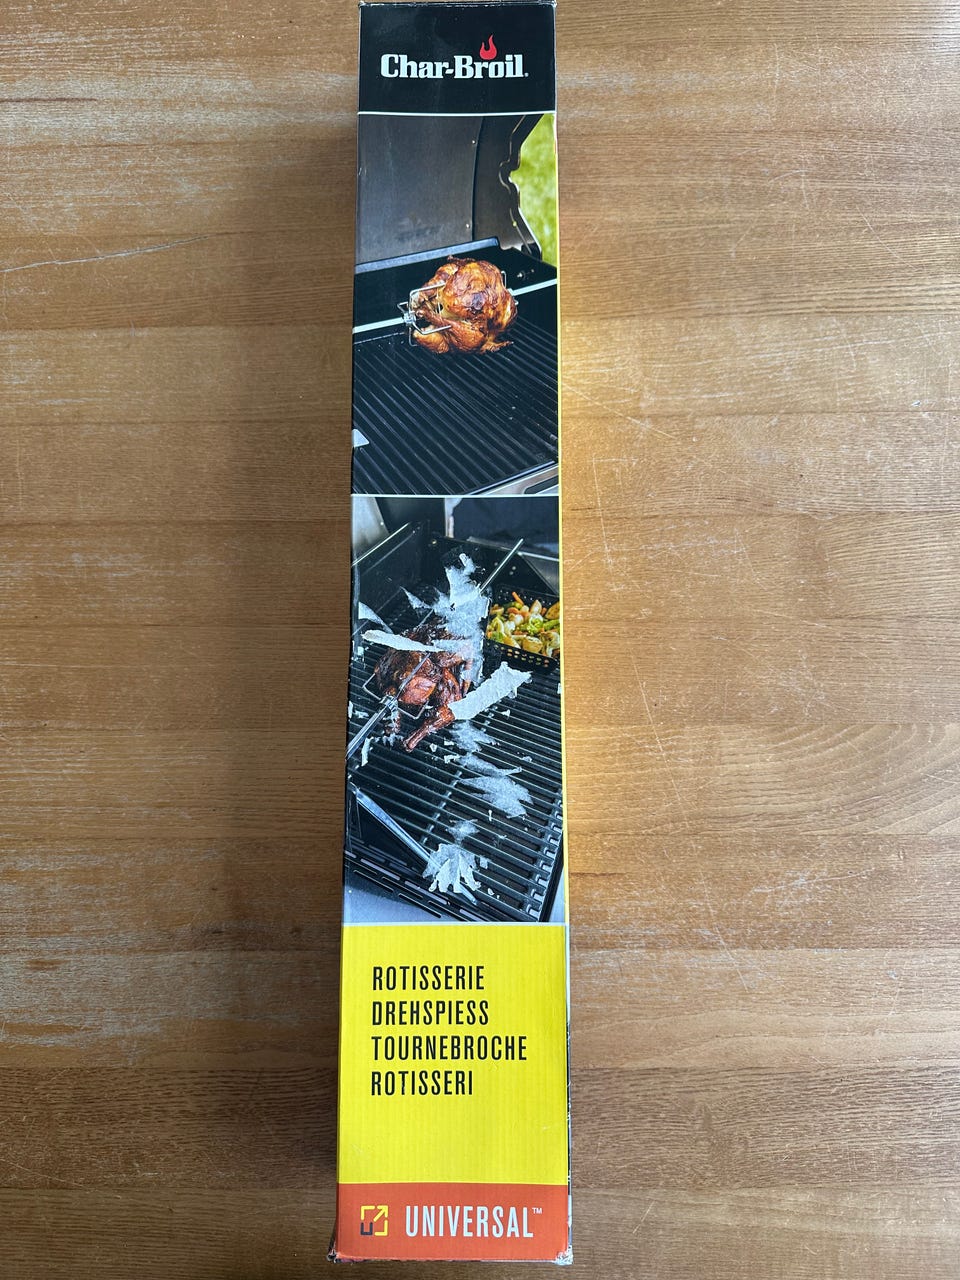 Char-Broil®
ROTISSERIE
DREHSPIESS
TOURNEBROCHE
ROTISSERI
UNIVERSAL™